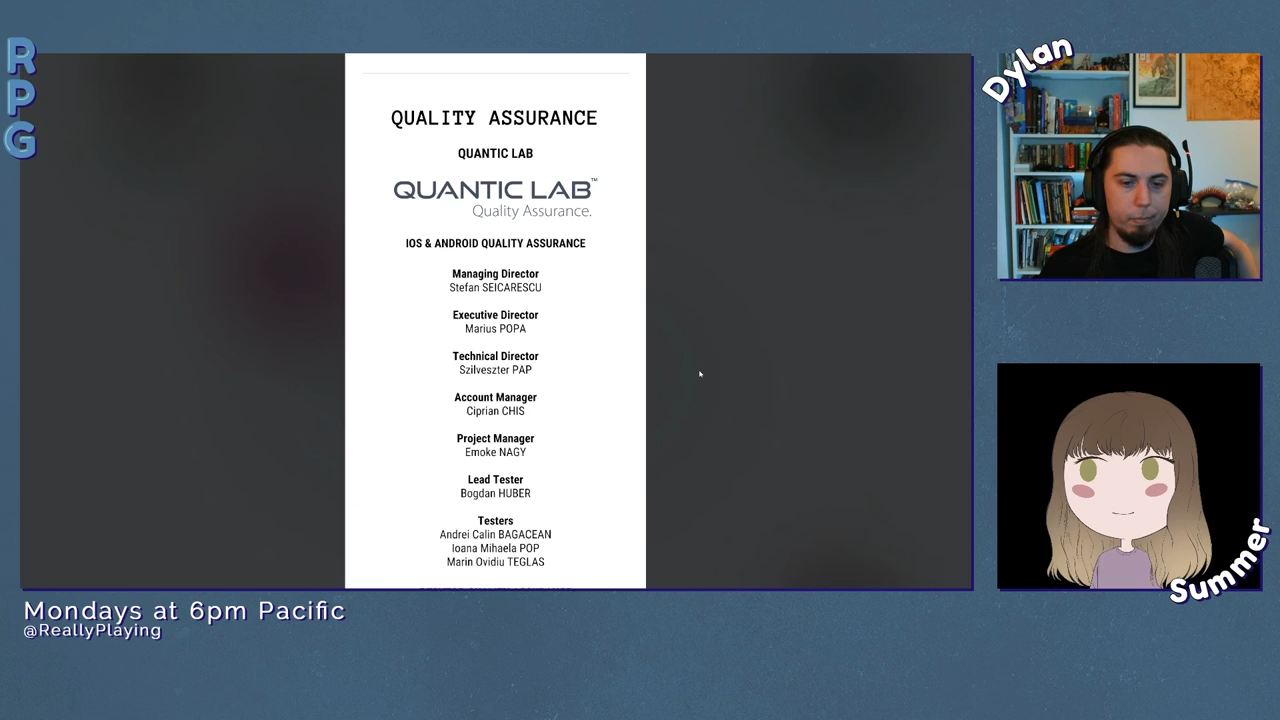 RPG
QUALITY ASSURANCE
QUANTIC LAB
QUANTIC LAB™
Quality Assurance.
IOS & ANDROID QUALITY ASSURANCE
Managing Director
Stefan SEICARESCU
Executive Director
Marius POPA
Technical Director
Szilveszter PAP
Account Manager
Ciprian CHIS
Project Manager
Emoke NAGY
Lead Tester
Bogdan HUBER
Testers
Andrei Calin BAGACEAN
Ioana Mihaela POP
Marin Ovidiu TEGLAS
Dylan
Summer
Mondays at 6pm Pacific
@ReallyPlaying